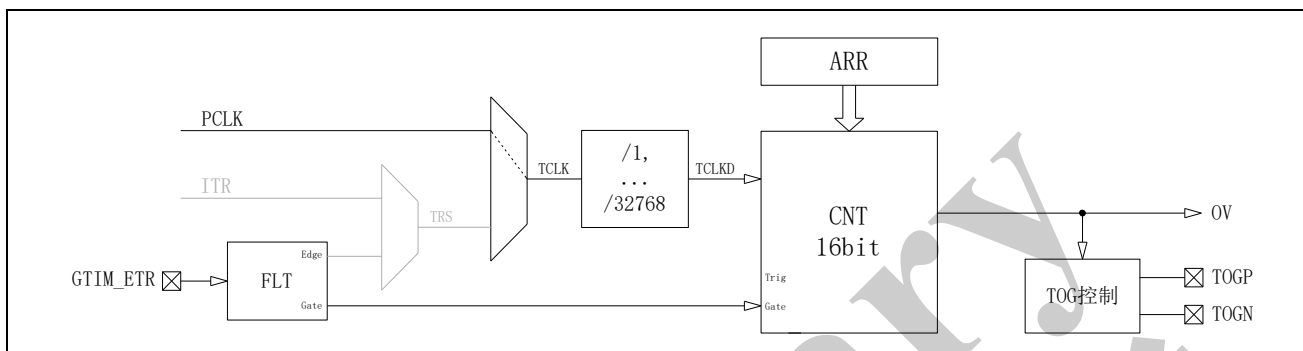 ARR
PCLK
/1,
...
/32768
TCLK
TCLKD
ITR
TRS
CNT
16bit
OV
GTIM_ETR
FLT
Edge
Gate
Trig
Gate
TOG控制
TOGP
TOGN